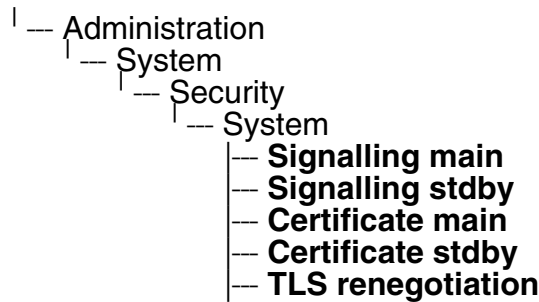 --- Administration
--- System
--- Security
--- System
--- Signalling main
--- Signalling stdby
--- Certificate main
--- Certificate stdby
--- TLS renegotiation